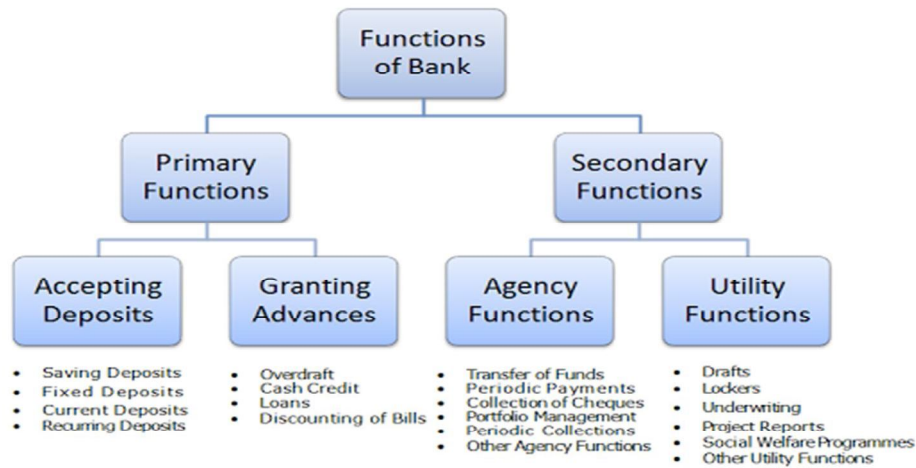 Functions
of Bank
Primary
Functions
Secondary
Functions
Accepting
Deposits
Granting
Advances
Agency
Functions
Utility
Functions
• Saving Deposits
• Fixed Deposits
• Current Deposits
• Recurring Deposits
• Overdraft
• Cash Credit
• Loans
• Discounting of Bills
• Transfer of Funds
• Periodic Payments
• Collection of Cheques
• Portfolio Management
• Periodic Collections
• Other Agency Functions
• Drafts
• Lockers
• Underwriting
• Project Reports
• Social Welfare Programmes
• Other Utility Functions